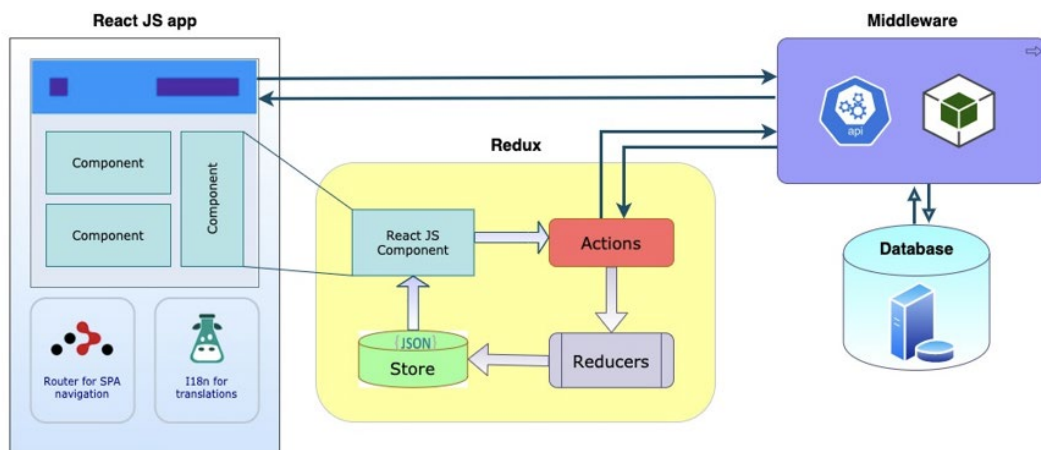 React JS app
Middleware
api
Redux
Component
Component
Component
React JS
Component
Actions
Database
{JSON}
Store
Reducers
Router for SPA
navigation
I18n for
translations